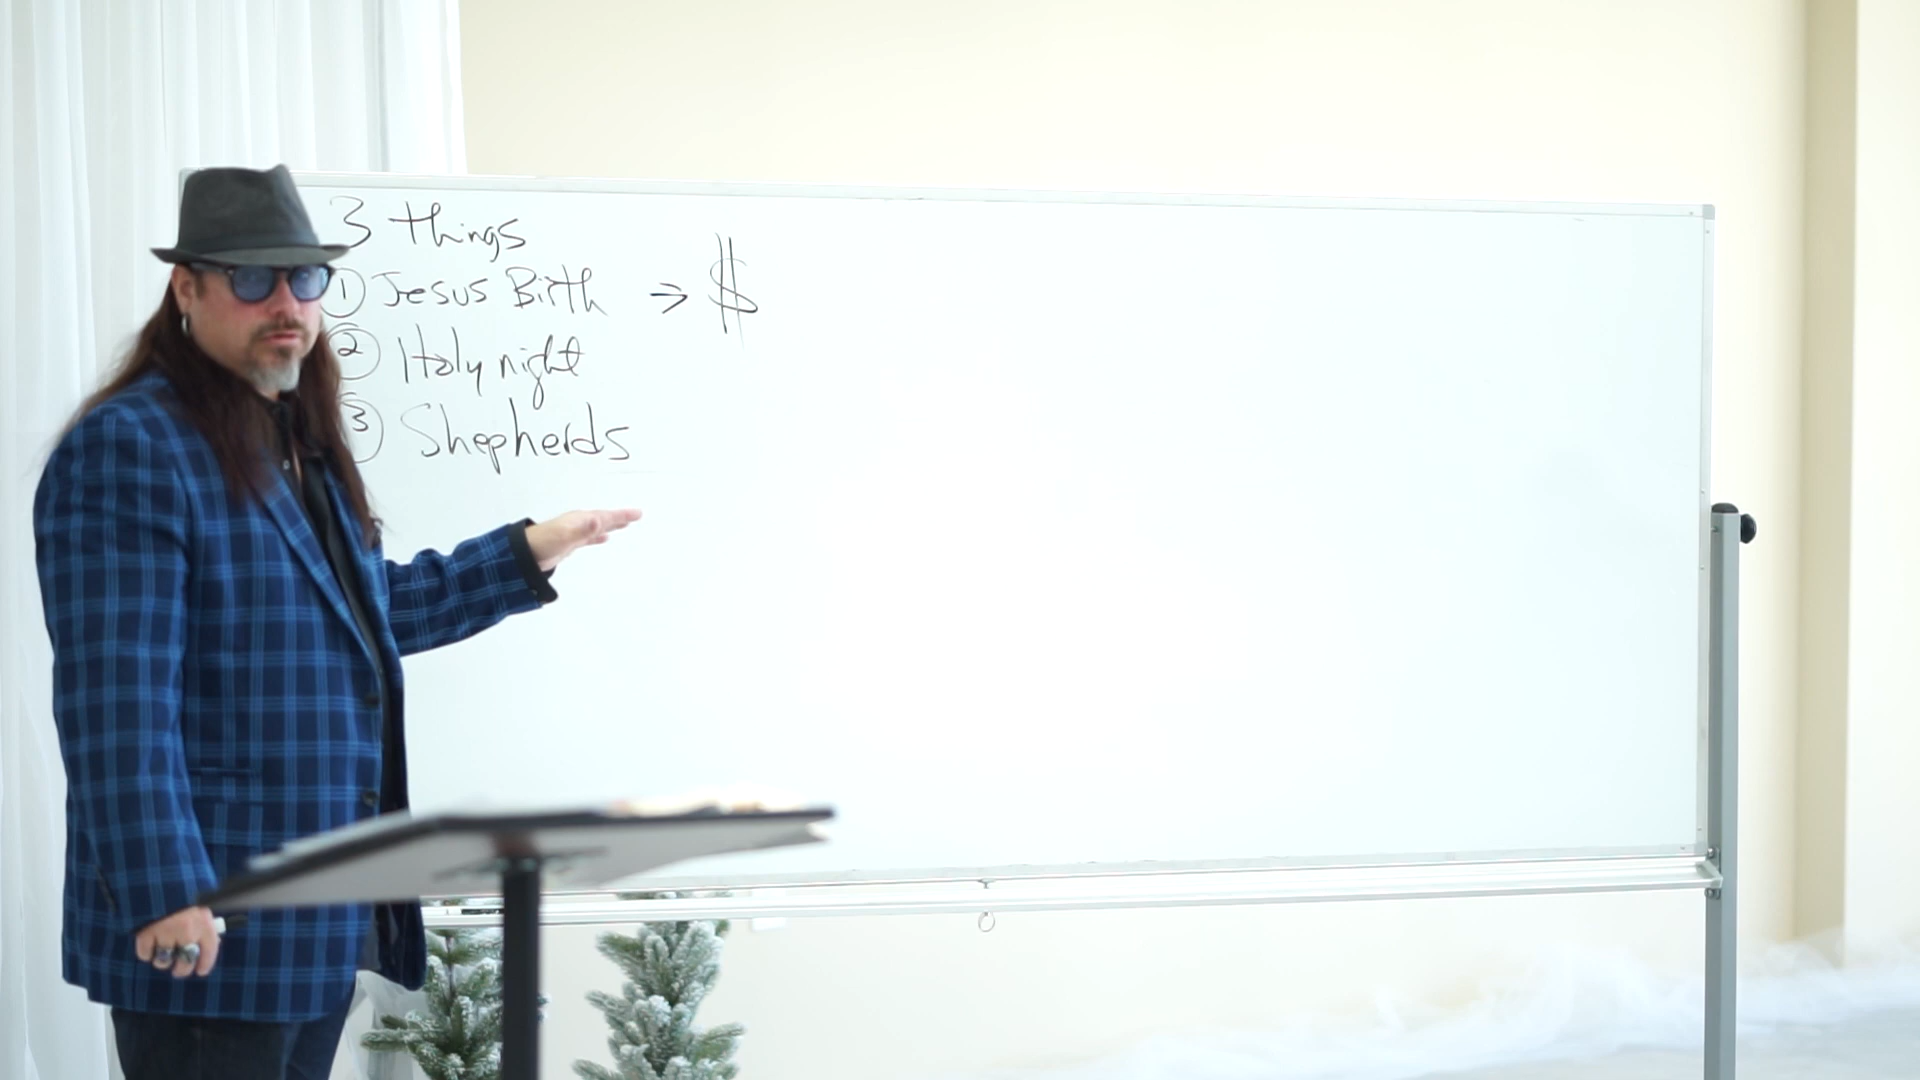 3 things
① Jesus Birth → $
② Holy night
③ Shepherds